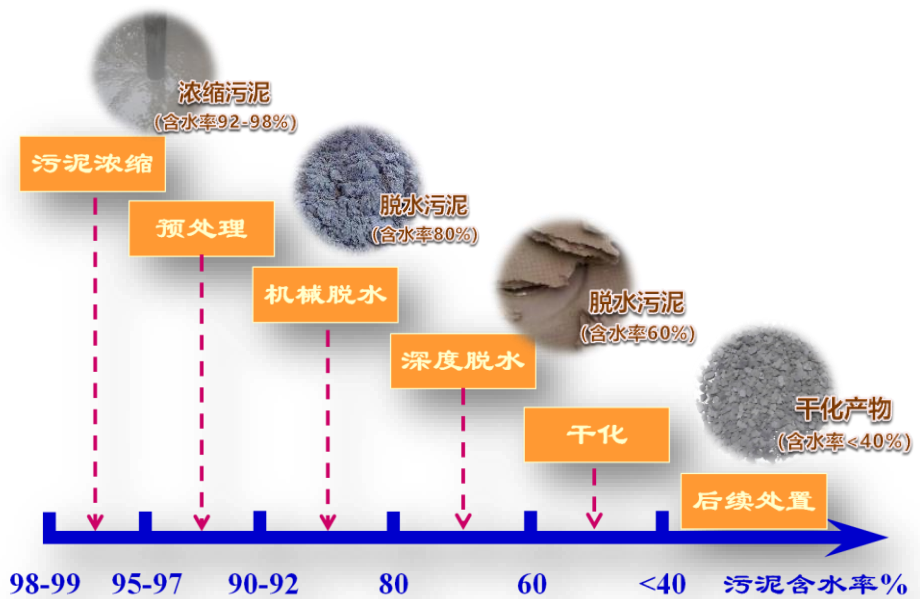 浓缩污泥
(含水率92-98%)
污泥浓缩
预处理
脱水污泥
(含水率80%)
机械脱水
脱水污泥
(含水率60%)
深度脱水
干化产物
(含水率<40%)
干化
后续处置
98-99 95-97 90-92 80 60 <40 污泥含水率%